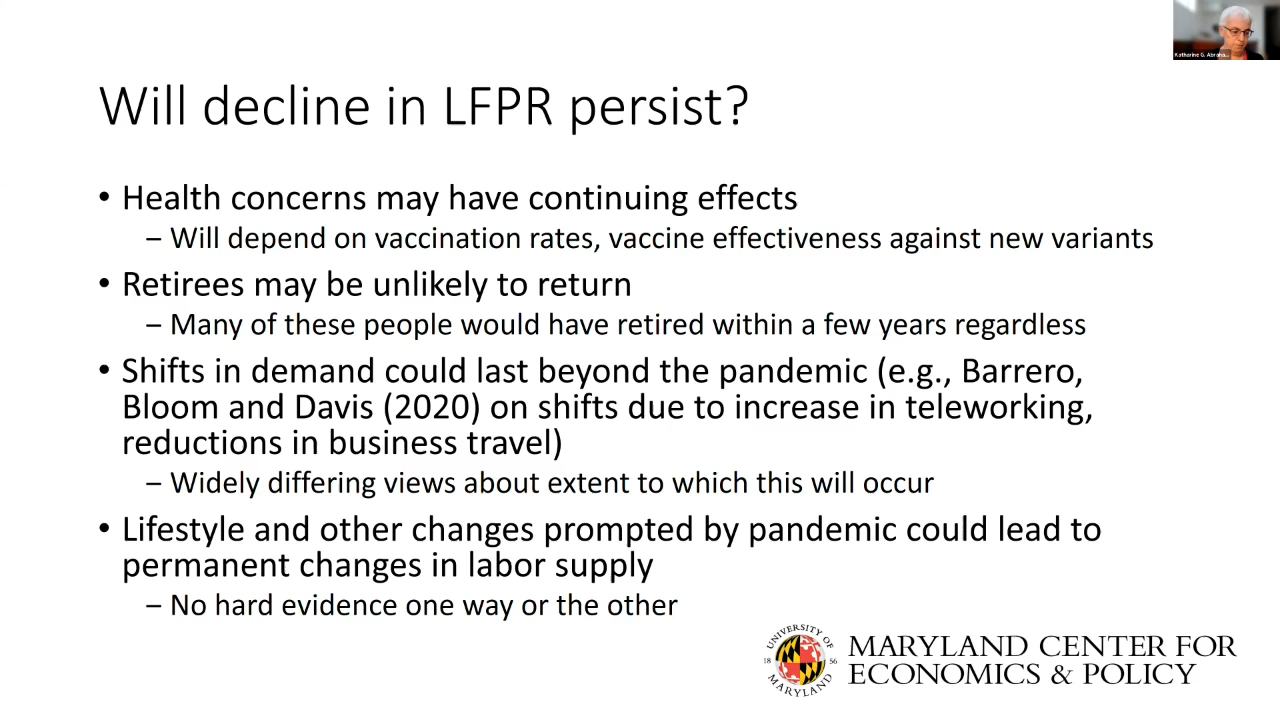 Katharine G. Abraha...
Will decline in LFPR persist?
• Health concerns may have continuing effects
– Will depend on vaccination rates, vaccine effectiveness against new variants
• Retirees may be unlikely to return
– Many of these people would have retired within a few years regardless
• Shifts in demand could last beyond the pandemic (e.g., Barrero,
Bloom and Davis (2020) on shifts due to increase in teleworking,
reductions in business travel)
– Widely differing views about extent to which this will occur
• Lifestyle and other changes prompted by pandemic could lead to
permanent changes in labor supply
– No hard evidence one way or the other
UNIVERSITY OF
18 56
MARYLAND
MARYLAND CENTER FOR
ECONOMICS & POLICY